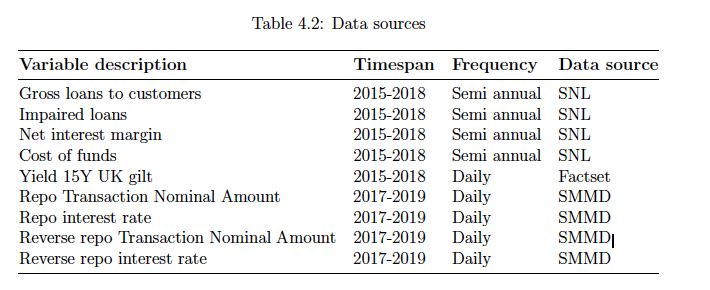 Table 4.2: Data sources
Variable description Timespan Frequency Data source
Gross loans to customers 2015-2018 Semi annual SNL
Impaired loans 2015-2018 Semi annual SNL
Net interest margin 2015-2018 Semi annual SNL
Cost of funds 2015-2018 Semi annual SNL
Yield 15Y UK gilt 2015-2018 Daily Factset
Repo Transaction Nominal Amount 2017-2019 Daily SMMD
Repo interest rate 2017-2019 Daily SMMD
Reverse repo Transaction Nominal Amount 2017-2019 Daily SMMD
Reverse repo interest rate 2017-2019 Daily SMMD